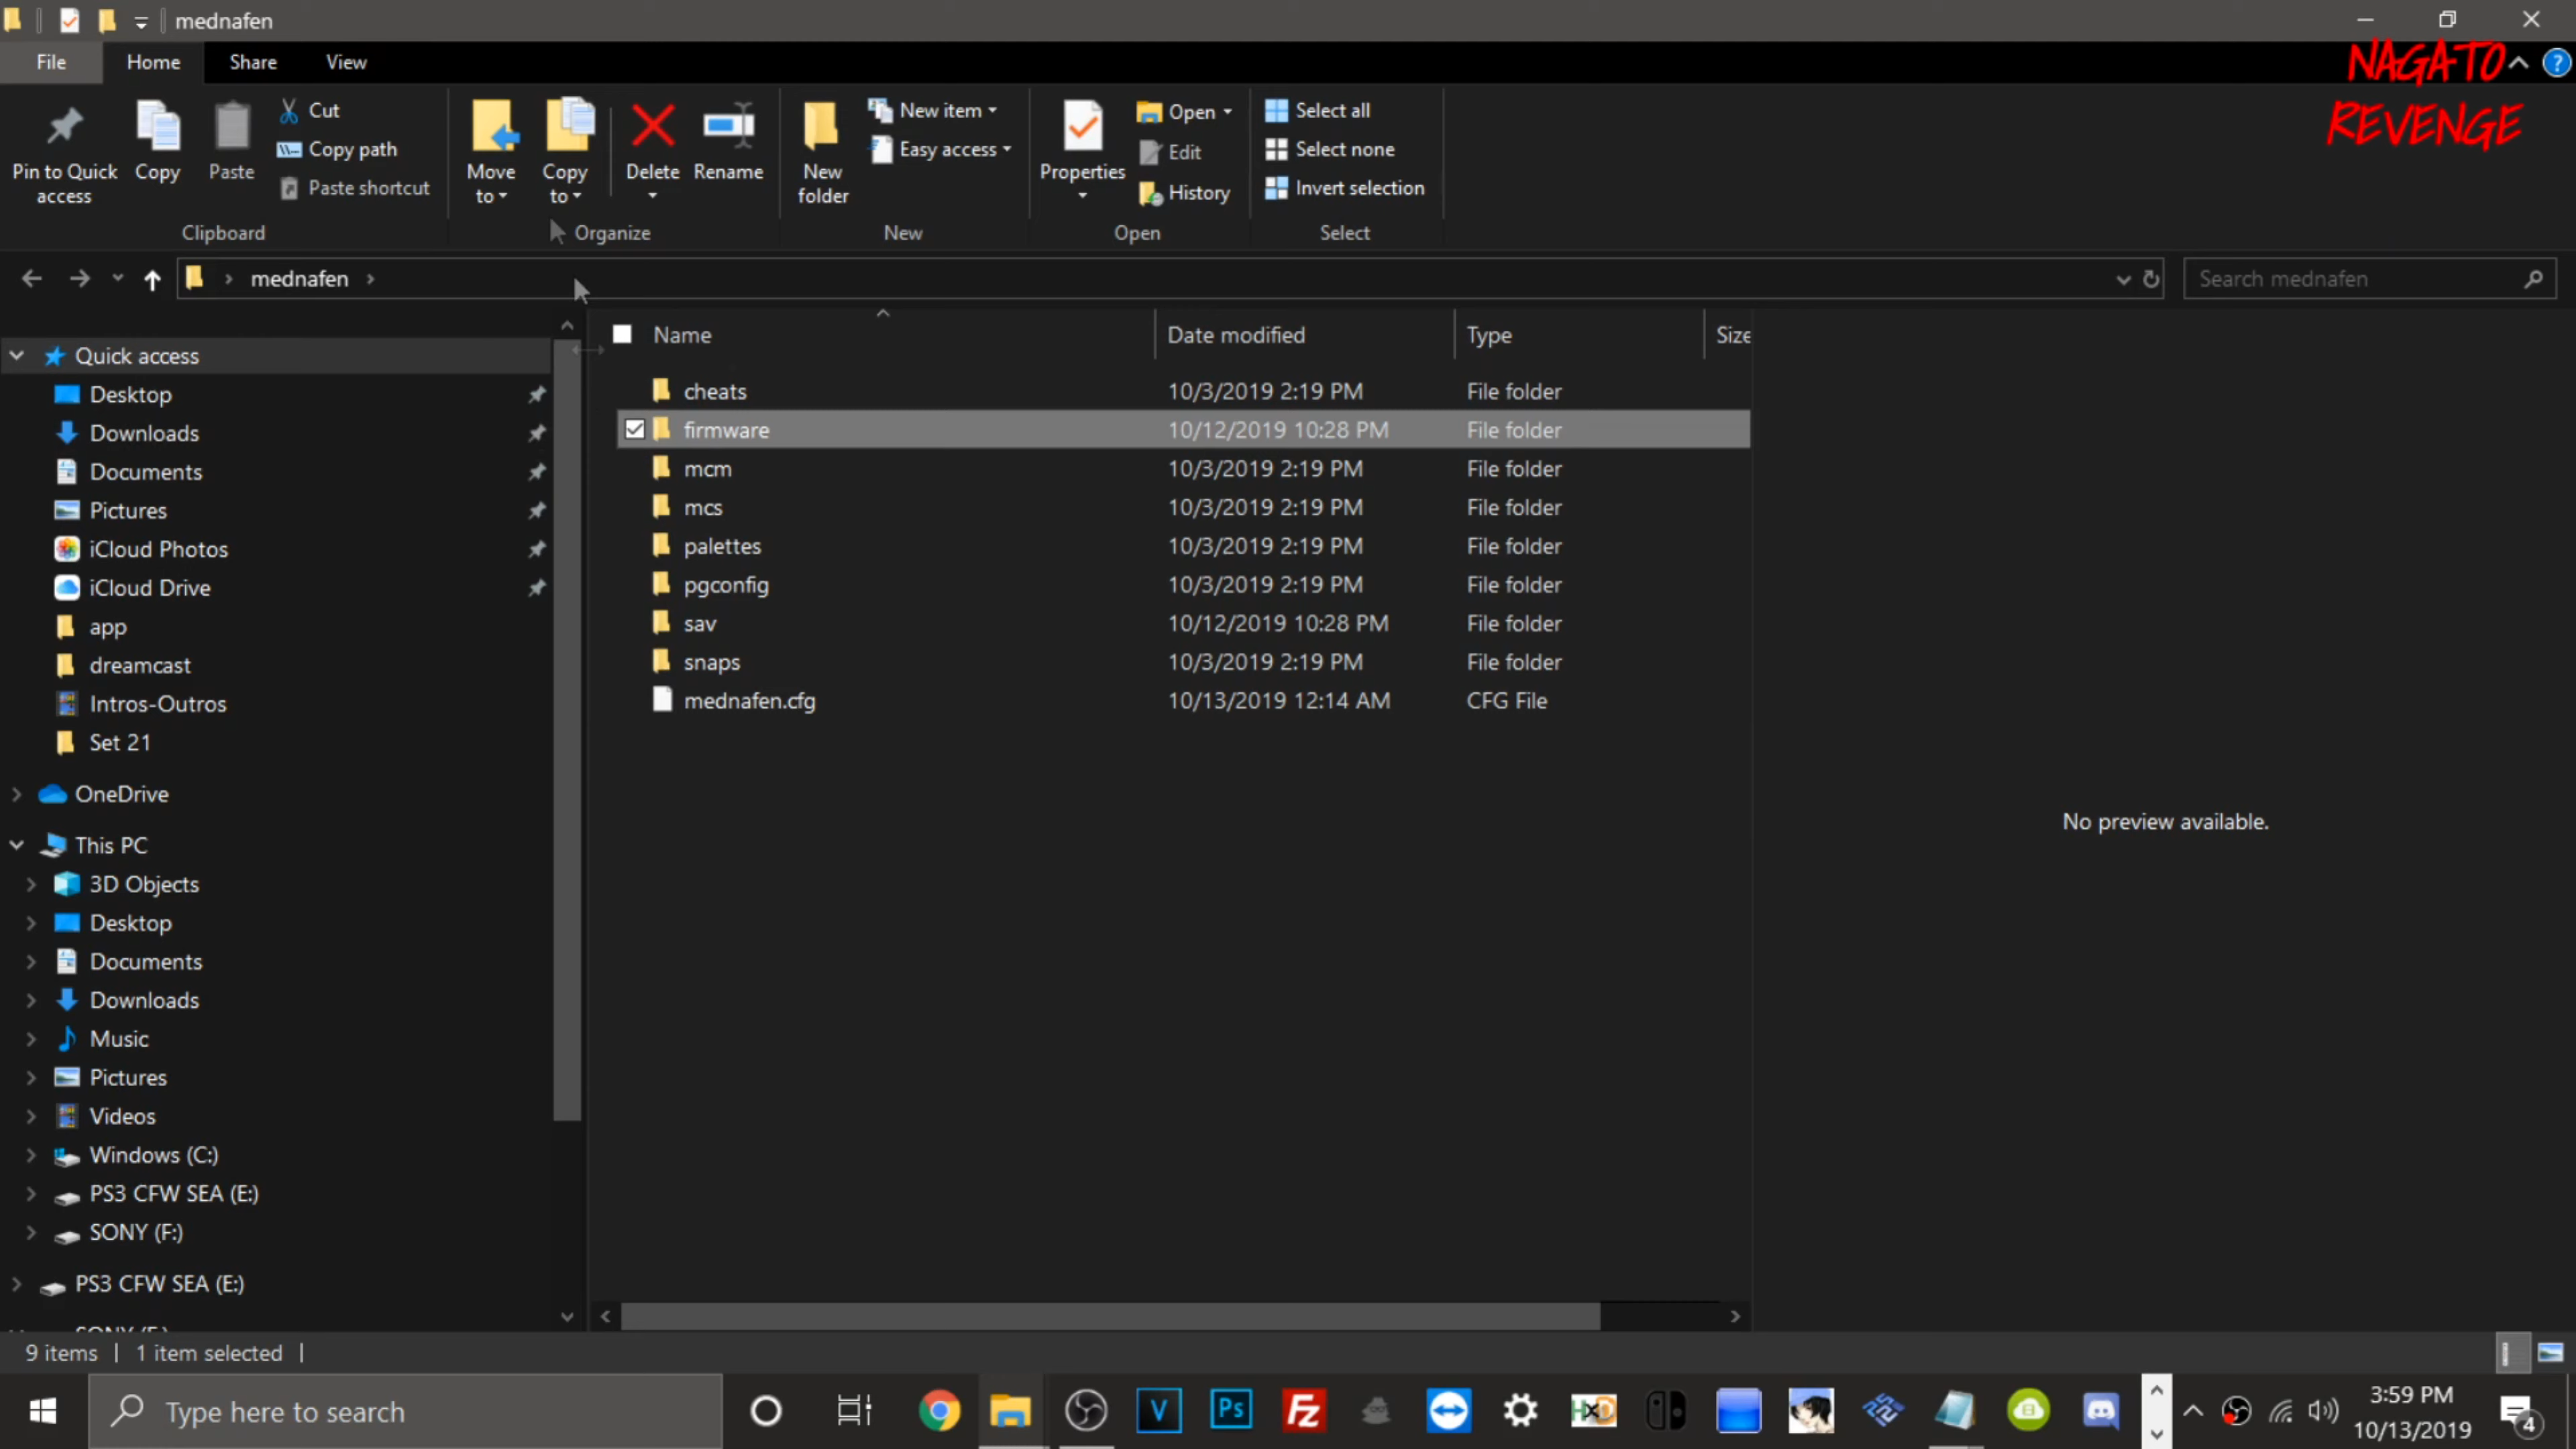 mednafen
NAGATO
REVENGE
File Home Share View
Pin to Quick access
Copy
Paste
Cut
Copy path
Paste shortcut
Clipboard
Move to
Copy to
Delete
Rename
Organize
New folder
New item
Easy access
New
Properties
Open
Edit
History
Open
Select all
Select none
Invert selection
Select
mednafen
Search mednafen
Quick access
Desktop
Downloads
Documents
Pictures
iCloud Photos
iCloud Drive
app
dreamcast
Intros-Outros
Set 21
OneDrive
This PC
3D Objects
Desktop
Documents
Downloads
Music
Pictures
Videos
Windows (C:)
PS3 CFW SEA (E:)
SONY (F:)
PS3 CFW SEA (E:)
Name Date modified Type Size
cheats 10/3/2019 2:19 PM File folder
firmware 10/12/2019 10:28 PM File folder
mcm 10/3/2019 2:19 PM File folder
mcs 10/3/2019 2:19 PM File folder
palettes 10/3/2019 2:19 PM File folder
pgconfig 10/3/2019 2:19 PM File folder
sav 10/12/2019 10:28 PM File folder
snaps 10/3/2019 2:19 PM File folder
mednafen.cfg 10/13/2019 12:14 AM CFG File
No preview available.
9 items 1 item selected
Type here to search
V
Ps
Fz
HxD
3:59 PM
10/13/2019
4